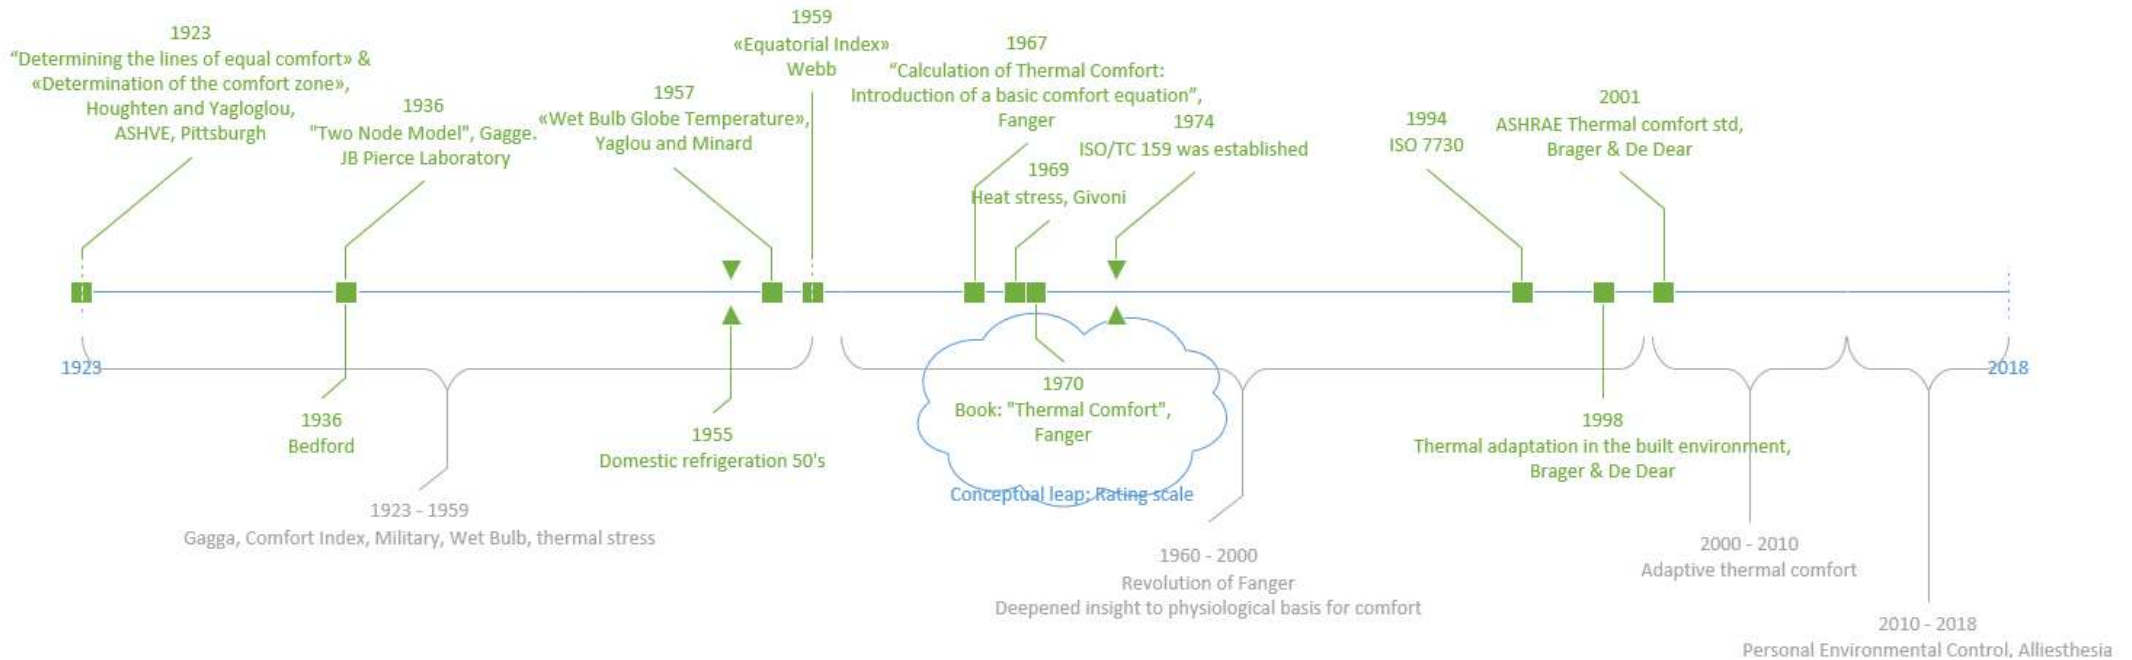 1923
“Determining the lines of equal comfort» &
«Determination of the comfort zone»,
Houghten and Yagloglou,
ASHVE, Pittsburgh
1936
"Two Node Model", Gagge.
JB Pierce Laboratory
1957
«Wet Bulb Globe Temperature»,
Yaglou and Minard
1959
«Equatorial Index»
Webb
1967
“Calculation of Thermal Comfort:
Introduction of a basic comfort equation”,
Fanger
1969
Heat stress, Givoni
1974
ISO/TC 159 was established
1994
ISO 7730
2001
ASHRAE Thermal comfort std,
Brager & De Dear
1923
2018
1936
Bedford
1955
Domestic refrigeration 50's
1970
Book: "Thermal Comfort",
Fanger
Conceptual leap: Rating scale
1998
Thermal adaptation in the built environment,
Brager & De Dear
1923 - 1959
Gagga, Comfort Index, Military, Wet Bulb, thermal stress
1960 - 2000
Revolution of Fanger
Deepened insight to physiological basis for comfort
2000 - 2010
Adaptive thermal comfort
2010 - 2018
Personal Environmental Control, Alliesthesia